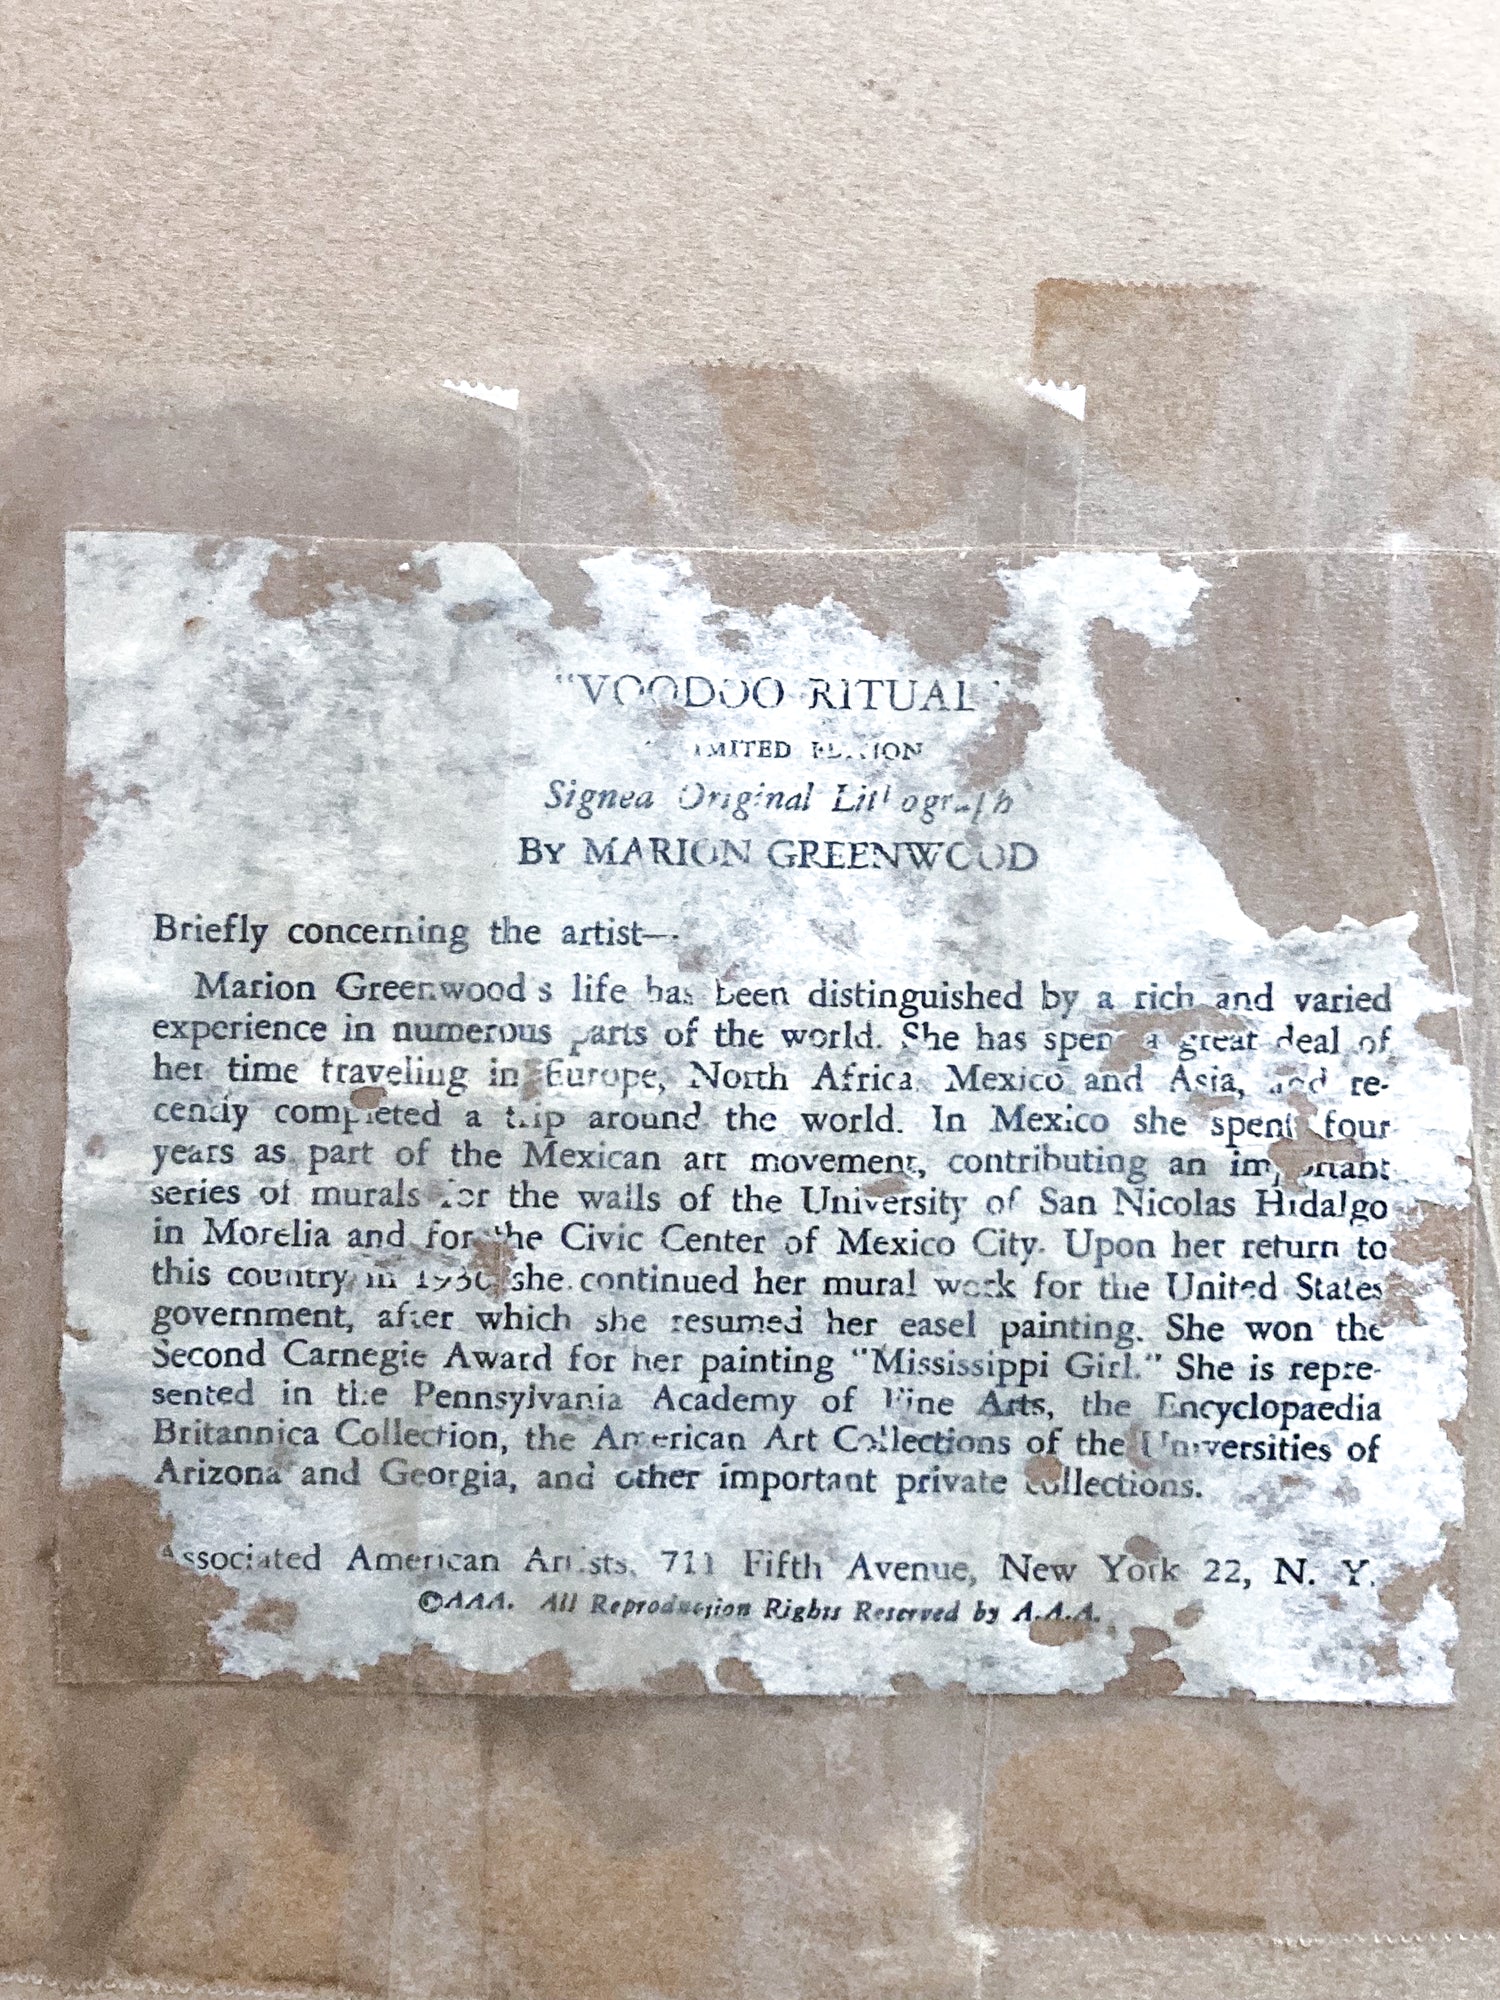 "VOODOO RITUAL"
LIMITED EDITION
Signed Original Lithograph
BY MARION GREENWOOD
Briefly concerning the artist—
Marion Greenwood's life has been distinguished by a rich and varied
experience in numerous parts of the world. She has spent a great deal of
her time traveling in Europe, North Africa, Mexico and Asia, and re-
cently completed a trip around the world. In Mexico she spent four
years as part of the Mexican art movement, contributing an important
series of murals for the walls of the University of San Nicolas Hidalgo
in Morelia and for the Civic Center of Mexico City. Upon her return to
this country in 1936 she continued her mural work for the United States
government, after which she resumed her easel painting. She won the
Second Carnegie Award for her painting "Mississippi Girl." She is repre-
sented in the Pennsylvania Academy of Fine Arts, the Encyclopaedia
Britannica Collection, the American Art Collections of the Universities of
Arizona and Georgia, and other important private collections.
Associated American Artists, 711 Fifth Avenue, New York 22, N. Y.
©AAA. All Reproduction Rights Reserved by A.A.A.